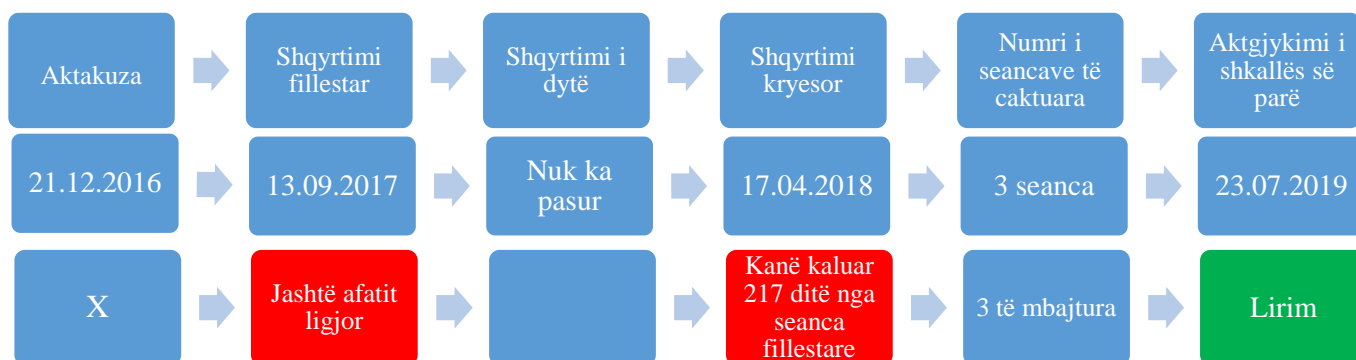 Aktakuza
Shqyrtimi
fillestar
Shqyrtimi i
dytë
Shqyrtimi
kryesor
Numri i
seancave të
caktuara
Aktgjykimi i
shkallës së
parë
21.12.2016
13.09.2017
Nuk ka
pasur
17.04.2018
3 seanca
23.07.2019
X
Jashtë afatit
ligjor
Kanë kaluar
217 ditë nga
seanca
fillestare
3 të mbajtura
Lirim